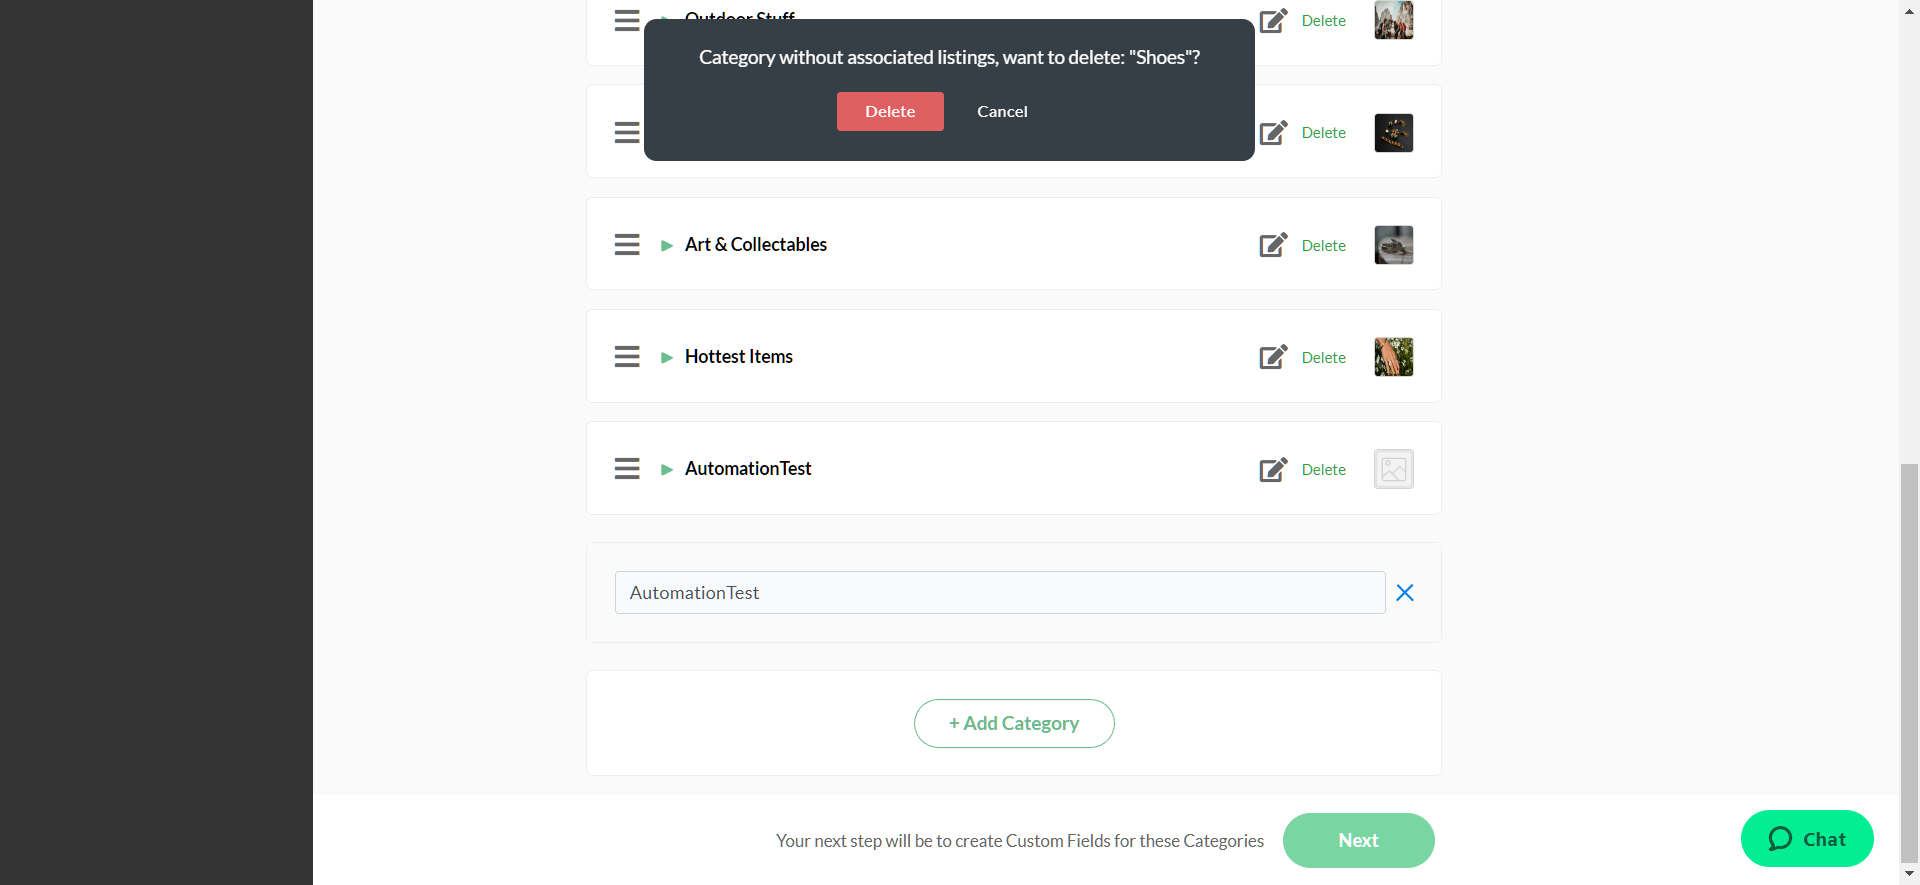 Outdoor Stuff
Delete
Category without associated listings, want to delete: "Shoes"?
Delete
Cancel
Delete
Art & Collectables
Delete
Hottest Items
Delete
AutomationTest
Delete
AutomationTest
+ Add Category
Your next step will be to create Custom Fields for these Categories
Next
Chat